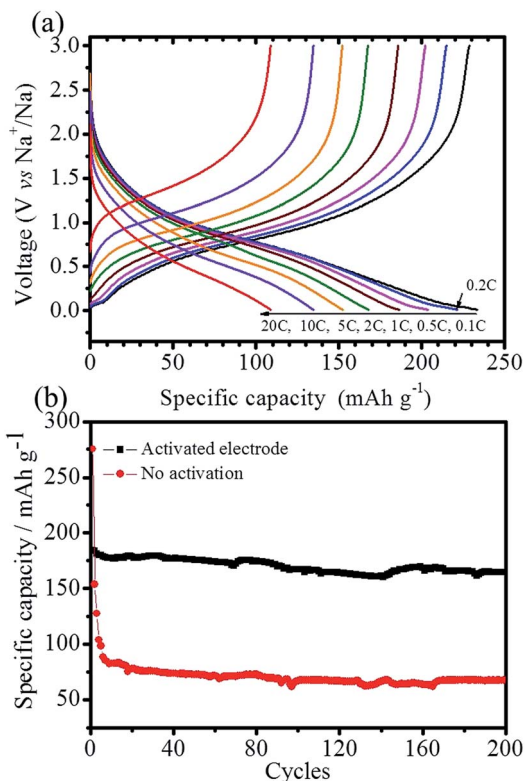 (a)
3.0
2.5
2.0
1.5
1.0
0.5
0.0
Voltage (V vs Na⁺/Na)
0.2C
20C, 10C, 5C, 2C, 1C, 0.5C, 0.1C
0 50 100 150 200 250
Specific capacity (mAh g⁻¹)
(b)
300
250
200
150
100
50
Specific capacity / mAh g⁻¹
Activated electrode
No activation
0 40 80 120 160 200
Cycles